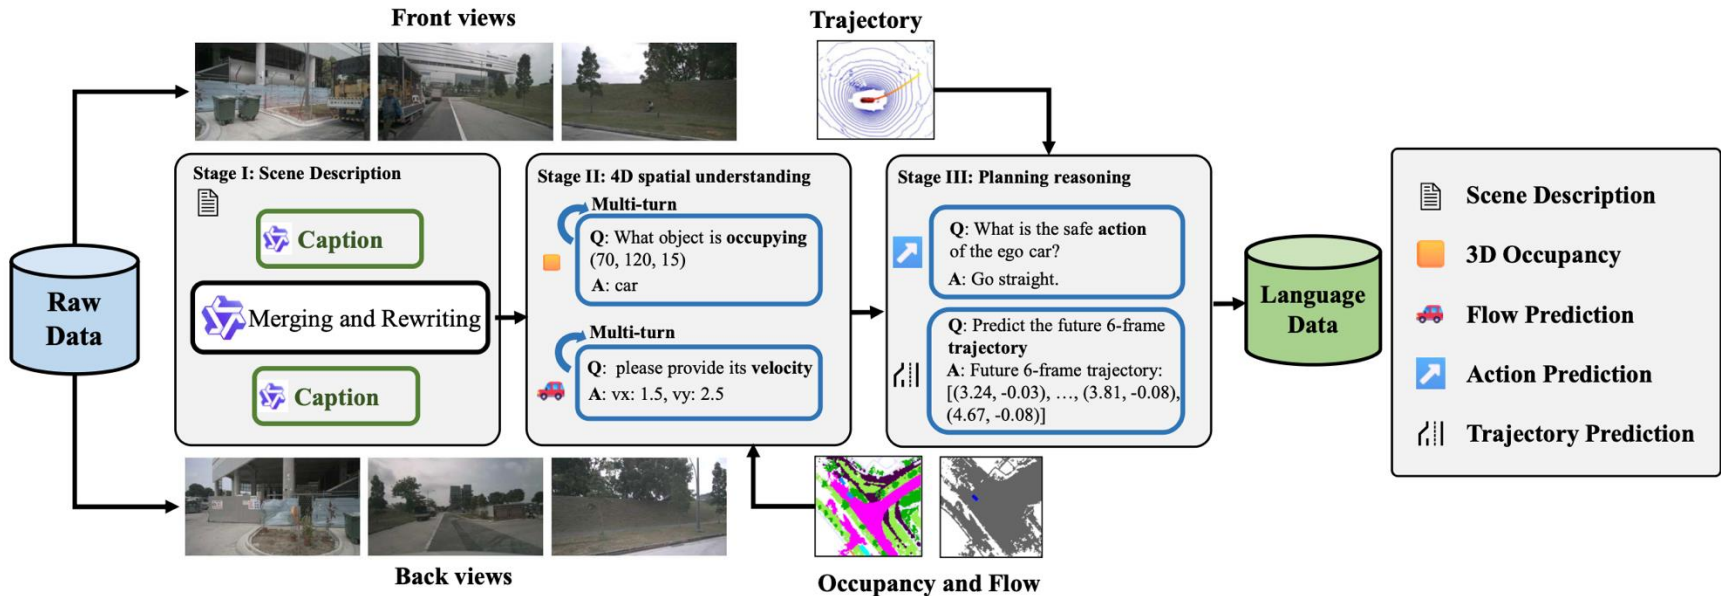 Front views
Trajectory
Raw
Data
Stage I: Scene Description
Caption
Merging and Rewriting
Caption
Stage II: 4D spatial understanding
Multi-turn
Q: What object is occupying
(70, 120, 15)
A: car
Multi-turn
Q: please provide its velocity
A: vx: 1.5, vy: 2.5
Stage III: Planning reasoning
Q: What is the safe action
of the ego car?
A: Go straight.
Q: Predict the future 6-frame
trajectory
A: Future 6-frame trajectory:
[(3.24, -0.03), …, (3.81, -0.08),
(4.67, -0.08)]
Language
Data
Scene Description
3D Occupancy
Flow Prediction
Action Prediction
Trajectory Prediction
Back views
Occupancy and Flow